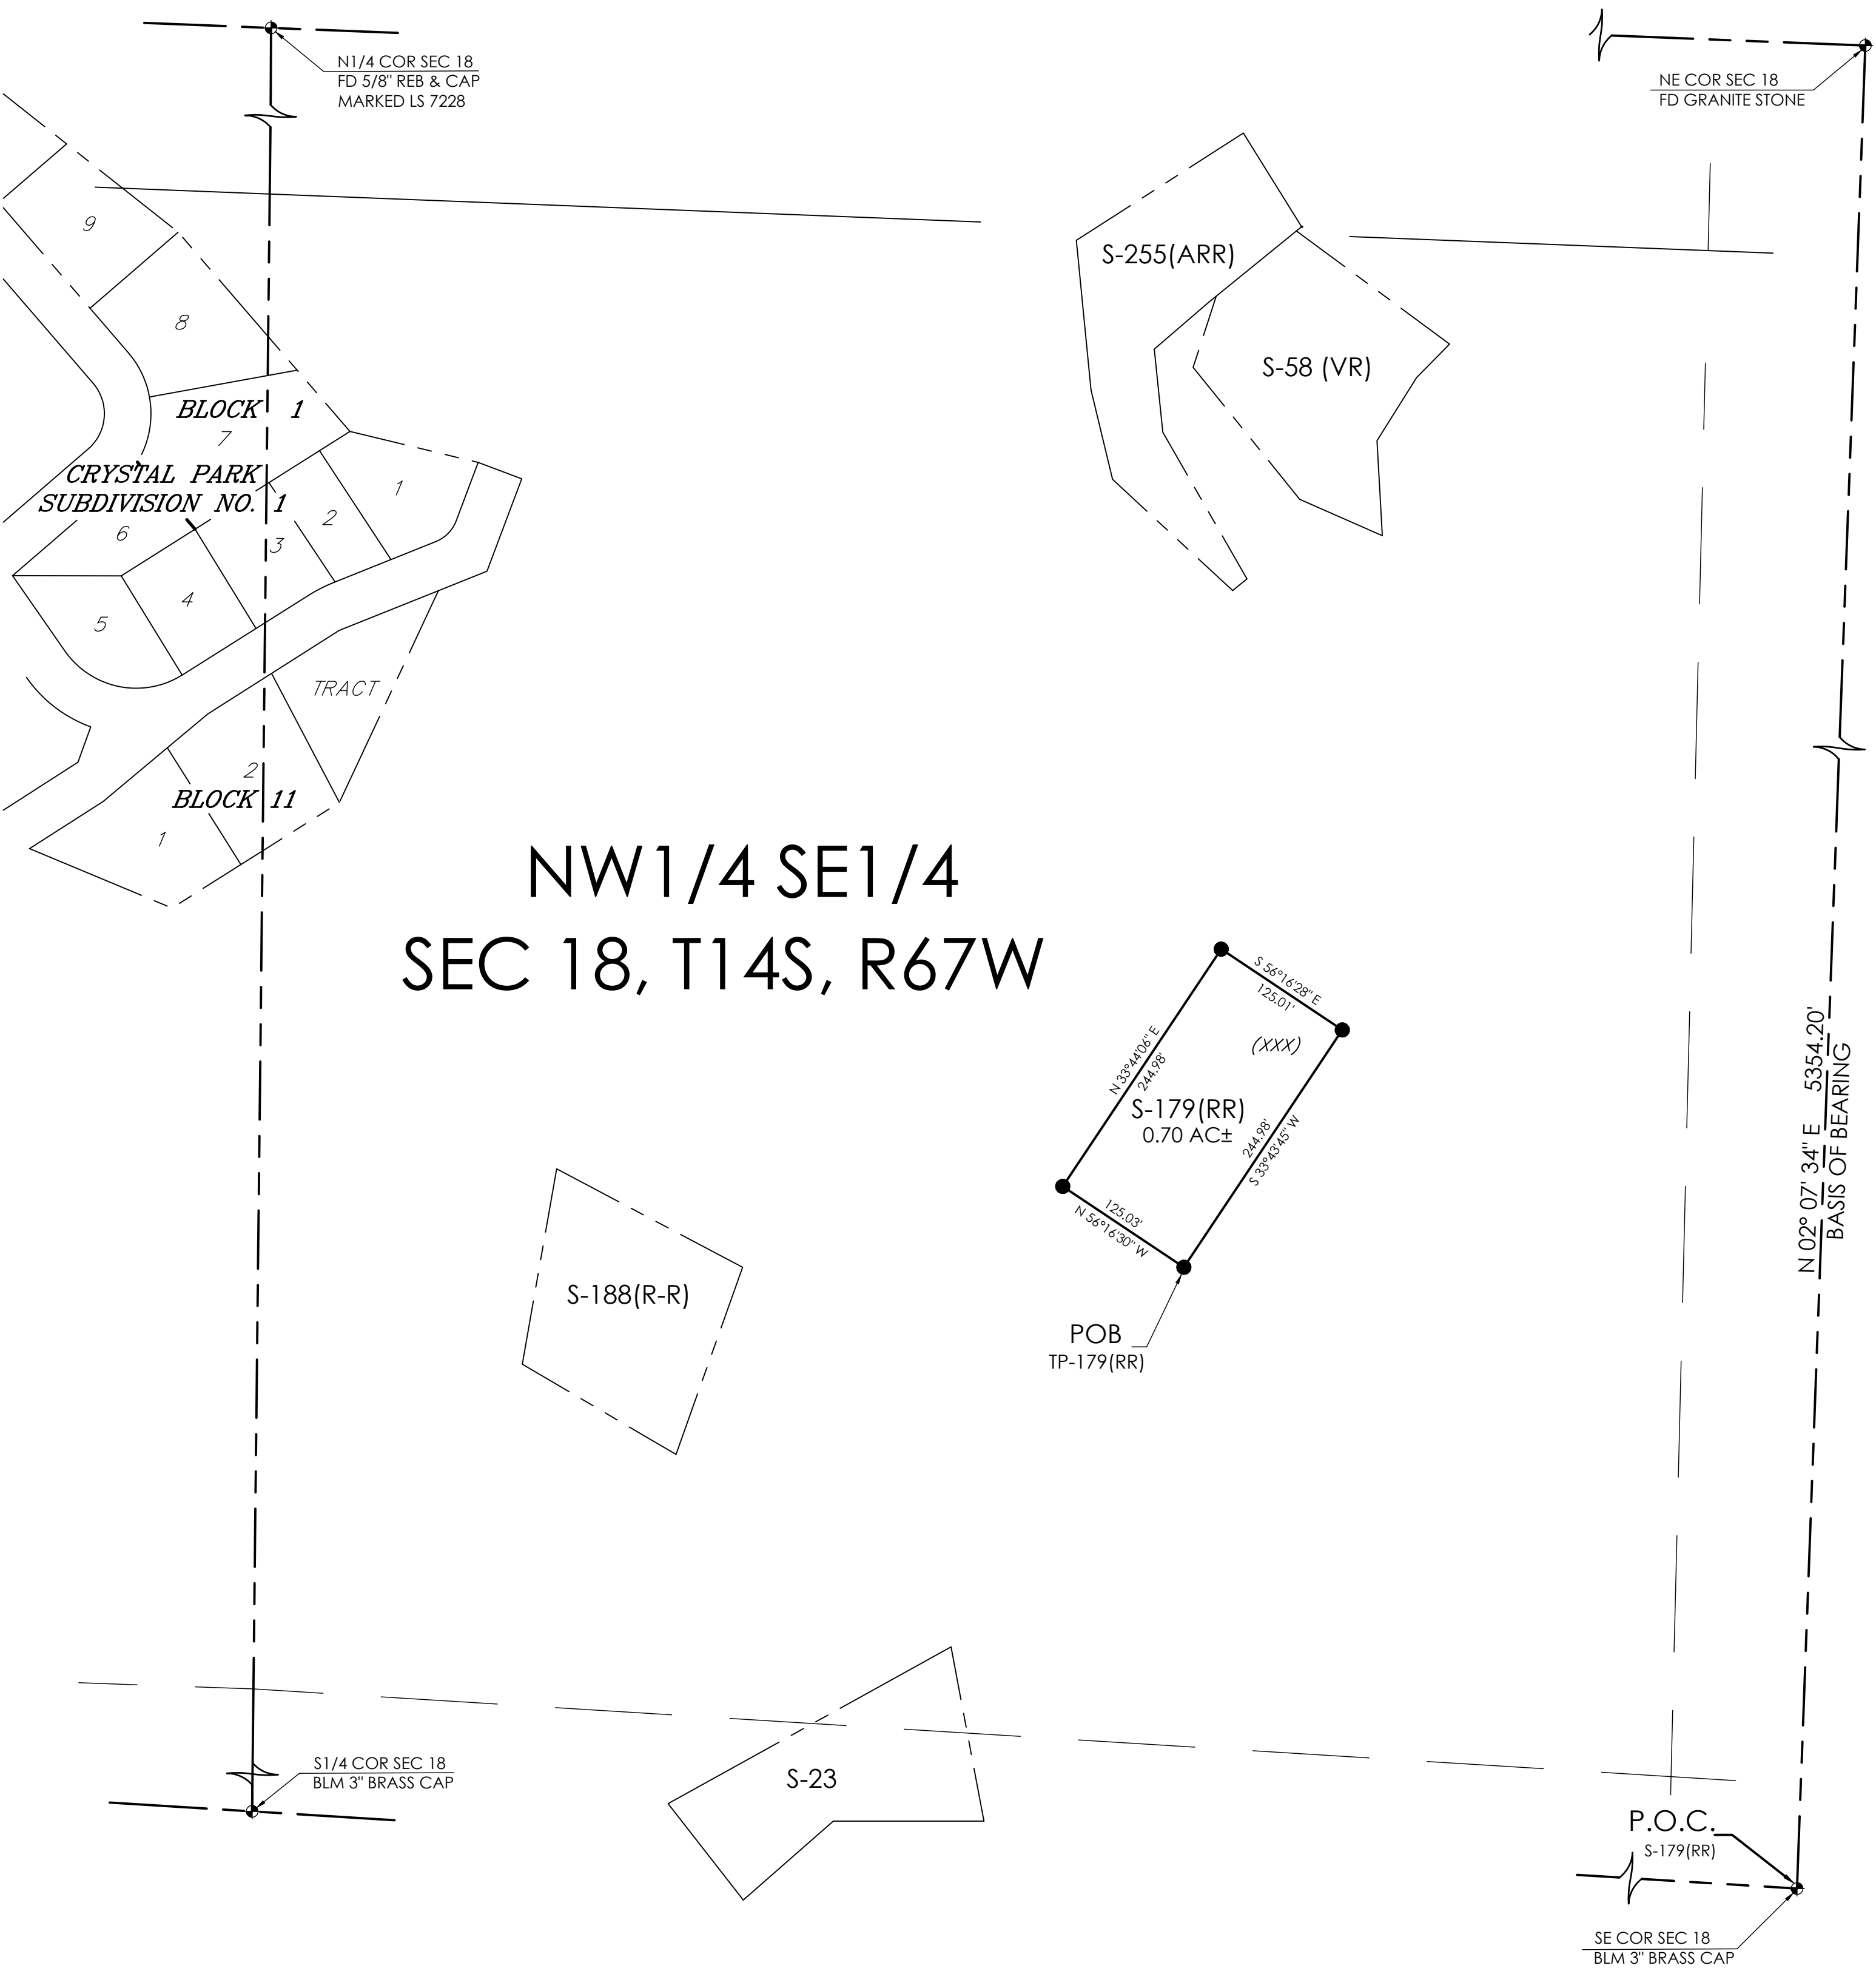 N1/4 COR SEC 18
FD 5/8" REB & CAP
MARKED LS 7228
NE COR SEC 18
FD GRANITE STONE
9
8
BLOCK 1
7
CRYSTAL PARK
SUBDIVISION NO. 1
1
2
3
6
4
5
TRACT
2
BLOCK 11
1
S-255(ARR)
S-58 (VR)
NW1/4 SE1/4
SEC 18, T14S, R67W
S 56°16'28" E
125.01'
(XXX)
N 33°44'06" E
244.98'
S-179(RR)
0.70 AC±
244.98'
S 33°43'45" W
125.03'
N 56°16'30" W
POB
TP-179(RR)
N 02° 07' 34" E 5354.20'
BASIS OF BEARING
S-188(R-R)
S-23
S1/4 COR SEC 18
BLM 3" BRASS CAP
P.O.C.
S-179(RR)
SE COR SEC 18
BLM 3" BRASS CAP